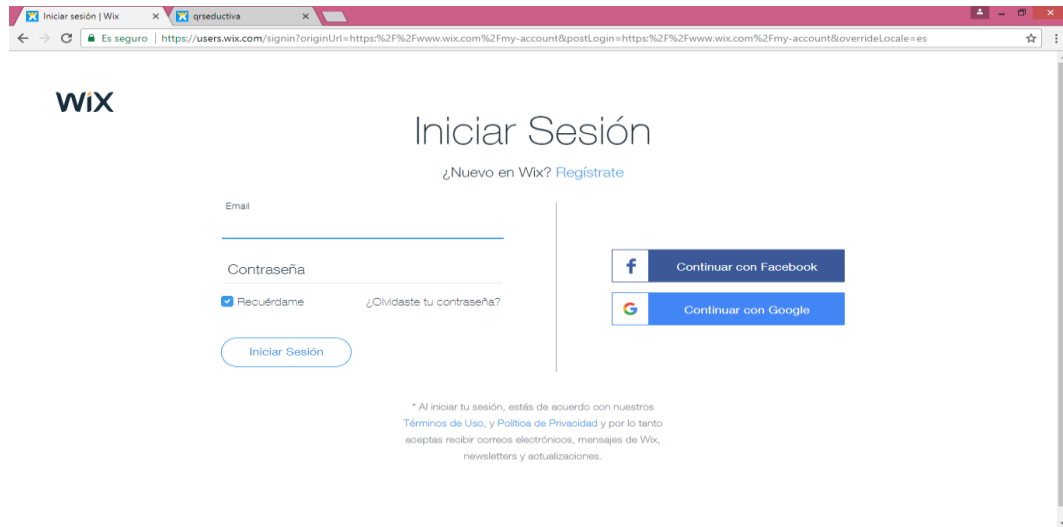 Iniciar sesión | Wix
qrseductiva
Es seguro | https://users.wix.com/signin?originUrl=https:%2F%2Fwww.wix.com%2Fmy-account&postLogin=https:%2F%2Fwww.wix.com%2Fmy-account&overrideLocale=es
WiX
Iniciar Sesión
¿Nuevo en Wix? Regístrate
Email
Contraseña
Recuérdame
¿Olvidaste tu contraseña?
Iniciar Sesión
Continuar con Facebook
Continuar con Google
* Al iniciar tu sesión, estás de acuerdo con nuestros
Términos de Uso, y Política de Privacidad y por lo tanto
aceptas recibir correos electrónicos, mensajes de Wix,
newsletters y actualizaciones.